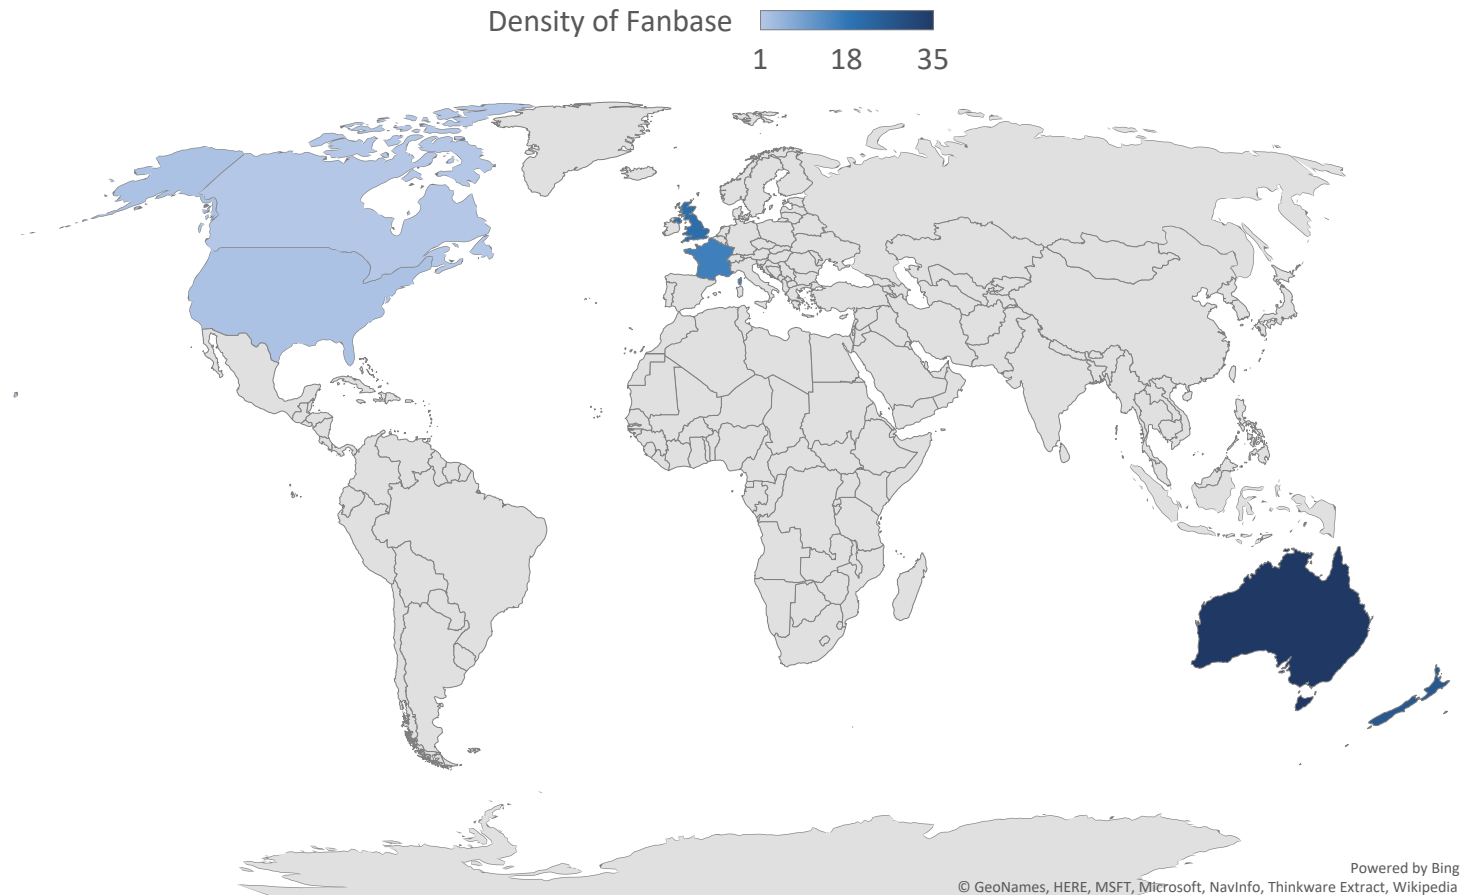 Density of Fanbase
1 18 35
Powered by Bing
© GeoNames, HERE, MSFT, Microsoft, NavInfo, Thinkware Extract, Wikipedia